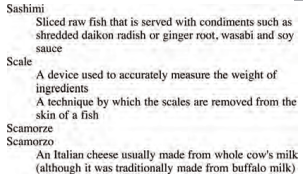 Sashimi
Sliced raw fish that is served with condiments such as
shredded daikon radish or ginger root, wasabi and soy
sauce
Scale
A device used to accurately measure the weight of
ingredients
A technique by which the scales are removed from the
skin of a fish
Scamorze
Scamorzo
An Italian cheese usually made from whole cow's milk
(although it was traditionally made from buffalo milk)